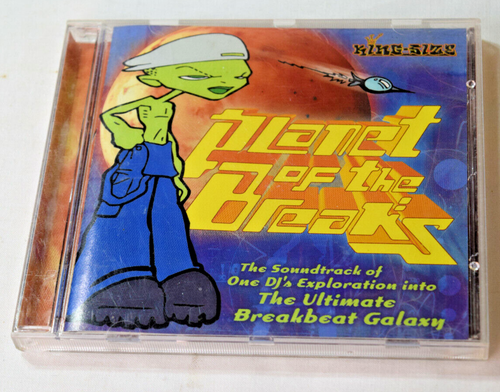 KING-SIZE
Planet
of the
Breaks
The Soundtrack of
One DJ's Exploration into
The Ultimate
Breakbeat Galaxy